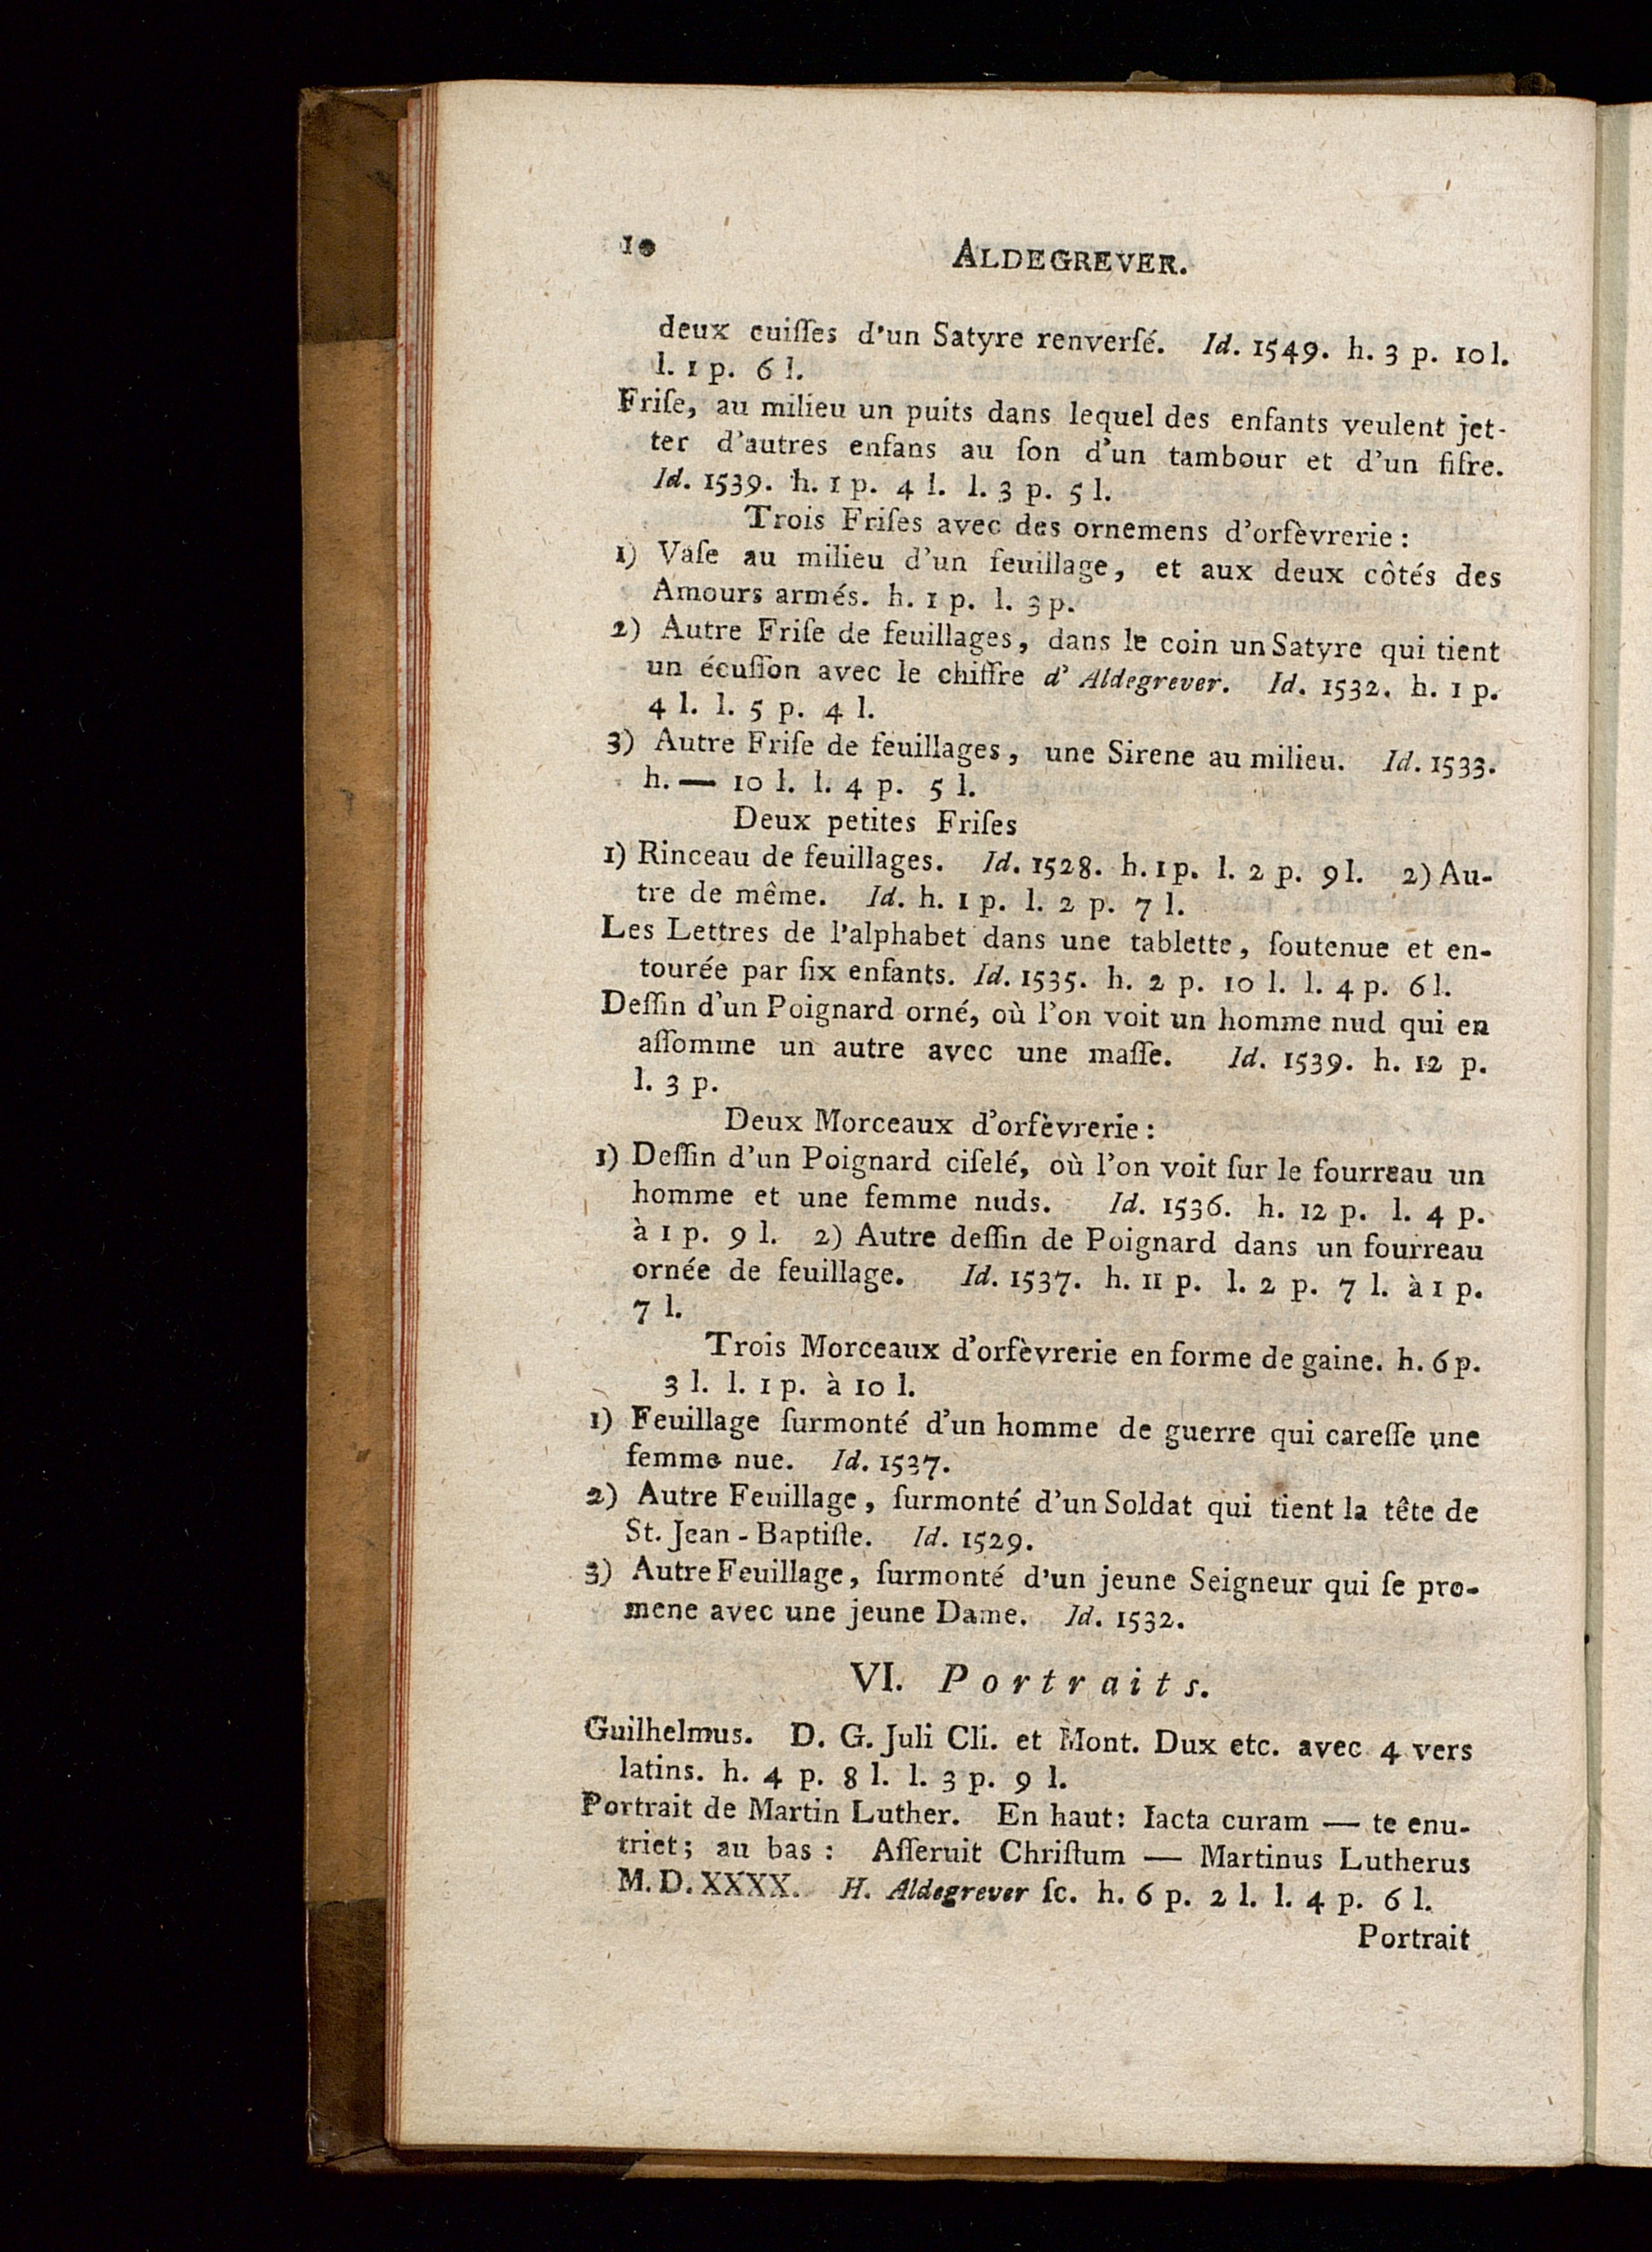 10 ALDEGREVER.
deux cuiſſes d'un Satyre renverſé. Id. 1549. h. 3 p. 10 l.
l. 1 p. 6 l.
Friſe, au milieu un puits dans lequel des enfants veulent jet-
ter d'autres enfans au ſon d'un tambour et d'un fifre.
Id. 1539. h. 1 p. 4 l. l. 3 p. 5 l.
Trois Friſes avec des ornemens d'orfèvrerie :
1) Vaſe au milieu d'un feuillage, et aux deux côtés des
Amours armés. h. 1 p. l. 3 p.
2) Autre Friſe de feuillages, dans le coin un Satyre qui tient
un écuſſon avec le chiffre d' Aldegrever. Id. 1532. h. 1 p.
4 l. l. 5 p. 4 l.
3) Autre Friſe de feuillages, une Sirene au milieu. Id. 1533.
h. — 10 l. l. 4 p. 5 l.
Deux petites Friſes
1) Rinceau de feuillages. Id. 1528. h. 1 p. l. 2 p. 9 l. 2) Au-
tre de même. Id. h. 1 p. l. 2 p. 7 l.
Les Lettres de l'alphabet dans une tablette, ſoutenue et en-
tourée par ſix enfants. Id. 1535. h. 2 p. 10 l. l. 4 p. 6 l.
Deſſin d'un Poignard orné, où l'on voit un homme nud qui en
aſſomme un autre avec une maſſe. Id. 1539. h. 12 p.
l. 3 p.
Deux Morceaux d'orfèvrerie :
1) Deſſin d'un Poignard ciſelé, où l'on voit ſur le fourreau un
homme et une femme nuds. Id. 1536. h. 12 p. l. 4 p.
à 1 p. 9 l. 2) Autre deſſin de Poignard dans un fourreau
ornée de feuillage. Id. 1537. h. 11 p. l. 2 p. 7 l. à 1 p.
7 l.
Trois Morceaux d'orfèvrerie en forme de gaine. h. 6 p.
3 l. l. 1 p. à 10 l.
1) Feuillage ſurmonté d'un homme de guerre qui careſſe une
femme nue. Id. 1537.
2) Autre Feuillage, ſurmonté d'un Soldat qui tient la tête de
St. Jean - Baptiſte. Id. 1529.
3) Autre Feuillage, ſurmonté d'un jeune Seigneur qui ſe pro-
mene avec une jeune Dame. Id. 1532.
VI. Portraits.
Guilhelmus. D. G. Juli Cli. et Mont. Dux etc. avec 4 vers
latins. h. 4 p. 8 l. l. 3 p. 9 l.
Portrait de Martin Luther. En haut: Iacta curam — te enu-
triet; au bas : Aſſeruit Chriſtum — Martinus Lutherus
M. D. XXXX. H. Aldegrever ſc. h. 6 p. 2 l. l. 4 p. 6 l.
Portrait